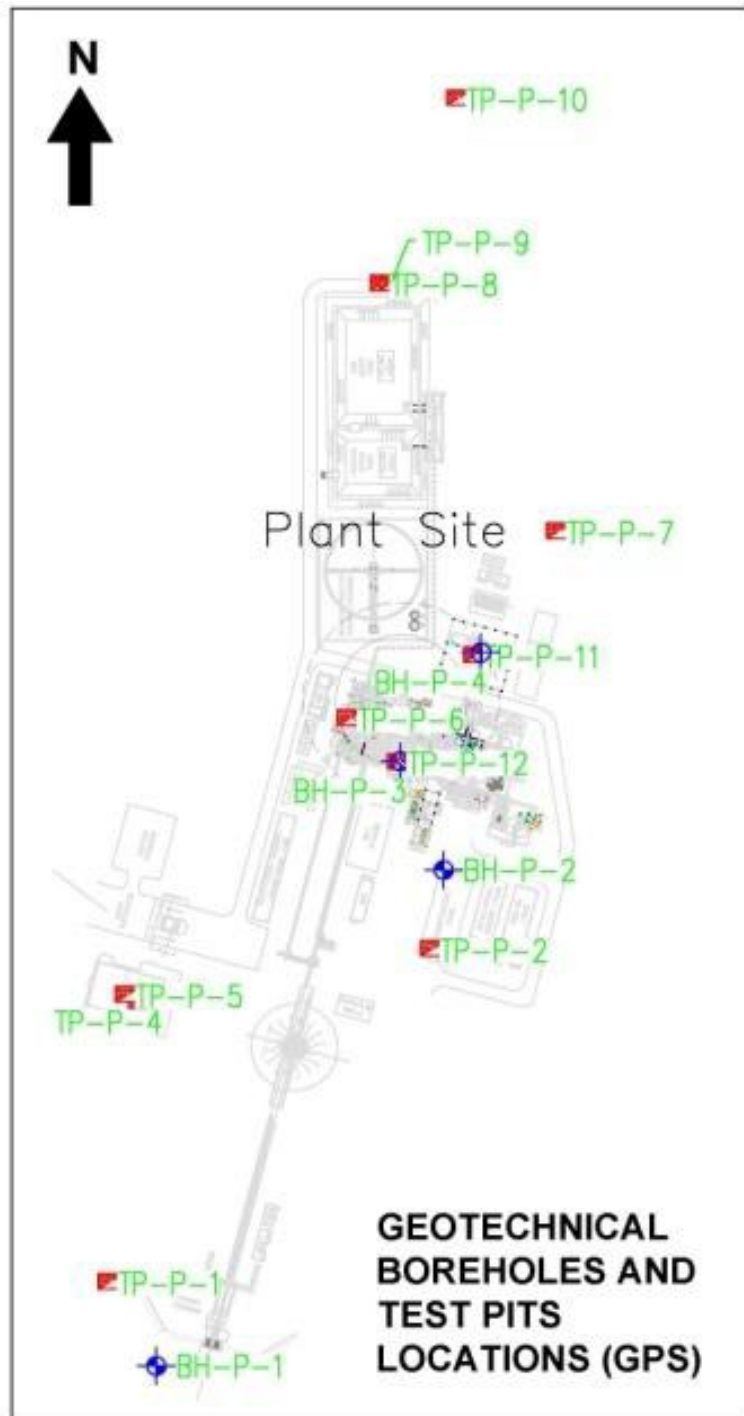 N
TP-P-10
TP-P-9
TP-P-8
Plant Site
TP-P-7
TP-P-11
BH-P-4
TP-P-6
TP-P-12
BH-P-3
BH-P-2
TP-P-2
TP-P-5
TP-P-4
TP-P-1
BH-P-1
GEOTECHNICAL
BOREHOLES AND
TEST PITS
LOCATIONS (GPS)